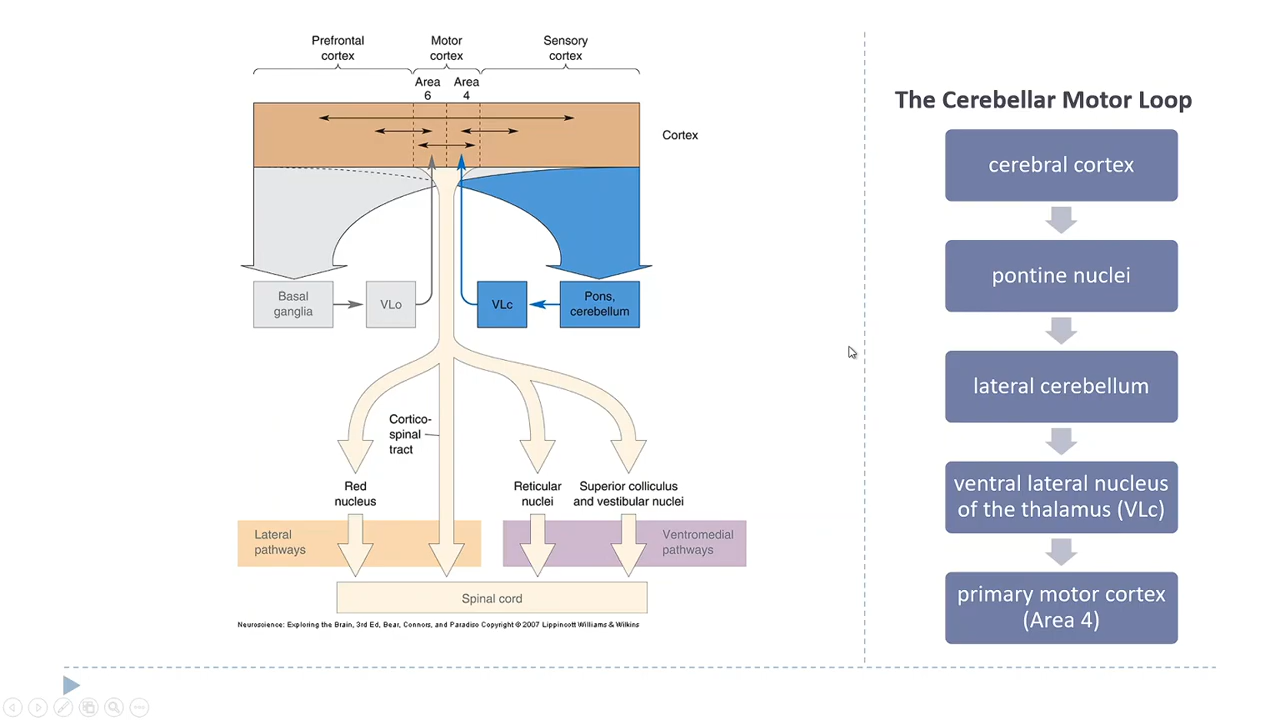 Prefrontal
cortex
Motor
cortex
Sensory
cortex
Area
6
Area
4
Cortex
Basal
ganglia
VLo
VLc
Pons,
cerebellum
Cortico-
spinal
tract
Red
nucleus
Reticular
nuclei
Superior colliculus
and vestibular nuclei
Lateral
pathways
Ventromedial
pathways
Spinal cord
Neuroscience: Exploring the Brain, 3rd Ed, Bear, Connors, and Paradiso Copyright © 2007 Lippincott Williams & Wilkins
The Cerebellar Motor Loop
cerebral cortex
pontine nuclei
lateral cerebellum
ventral lateral nucleus
of the thalamus (VLc)
primary motor cortex
(Area 4)